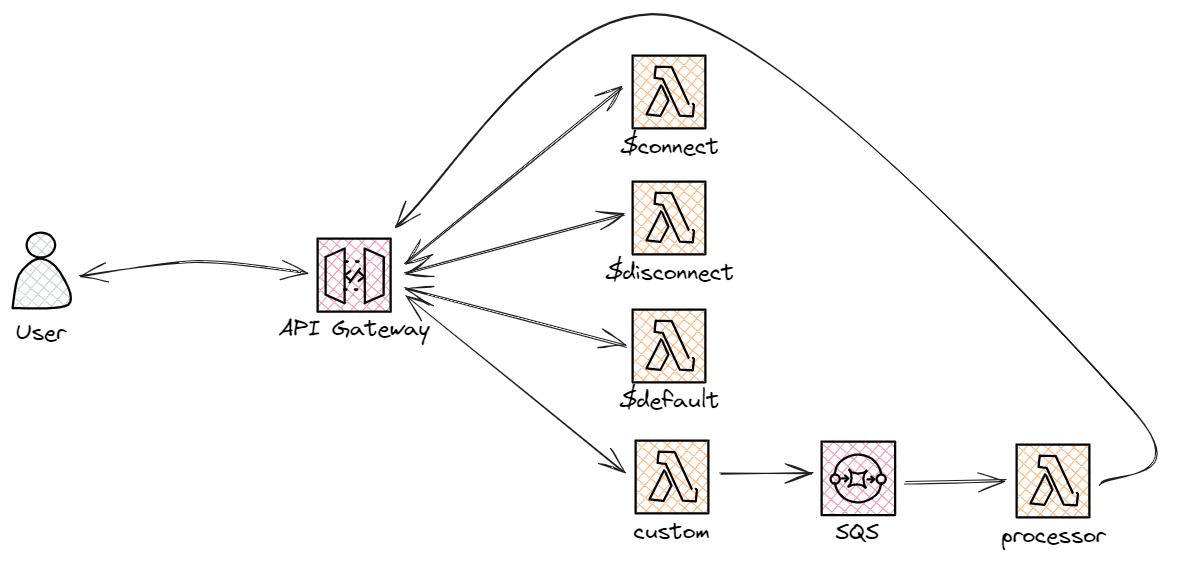 $connect
$disconnect
User
API Gateway
$default
custom
SQS
processor